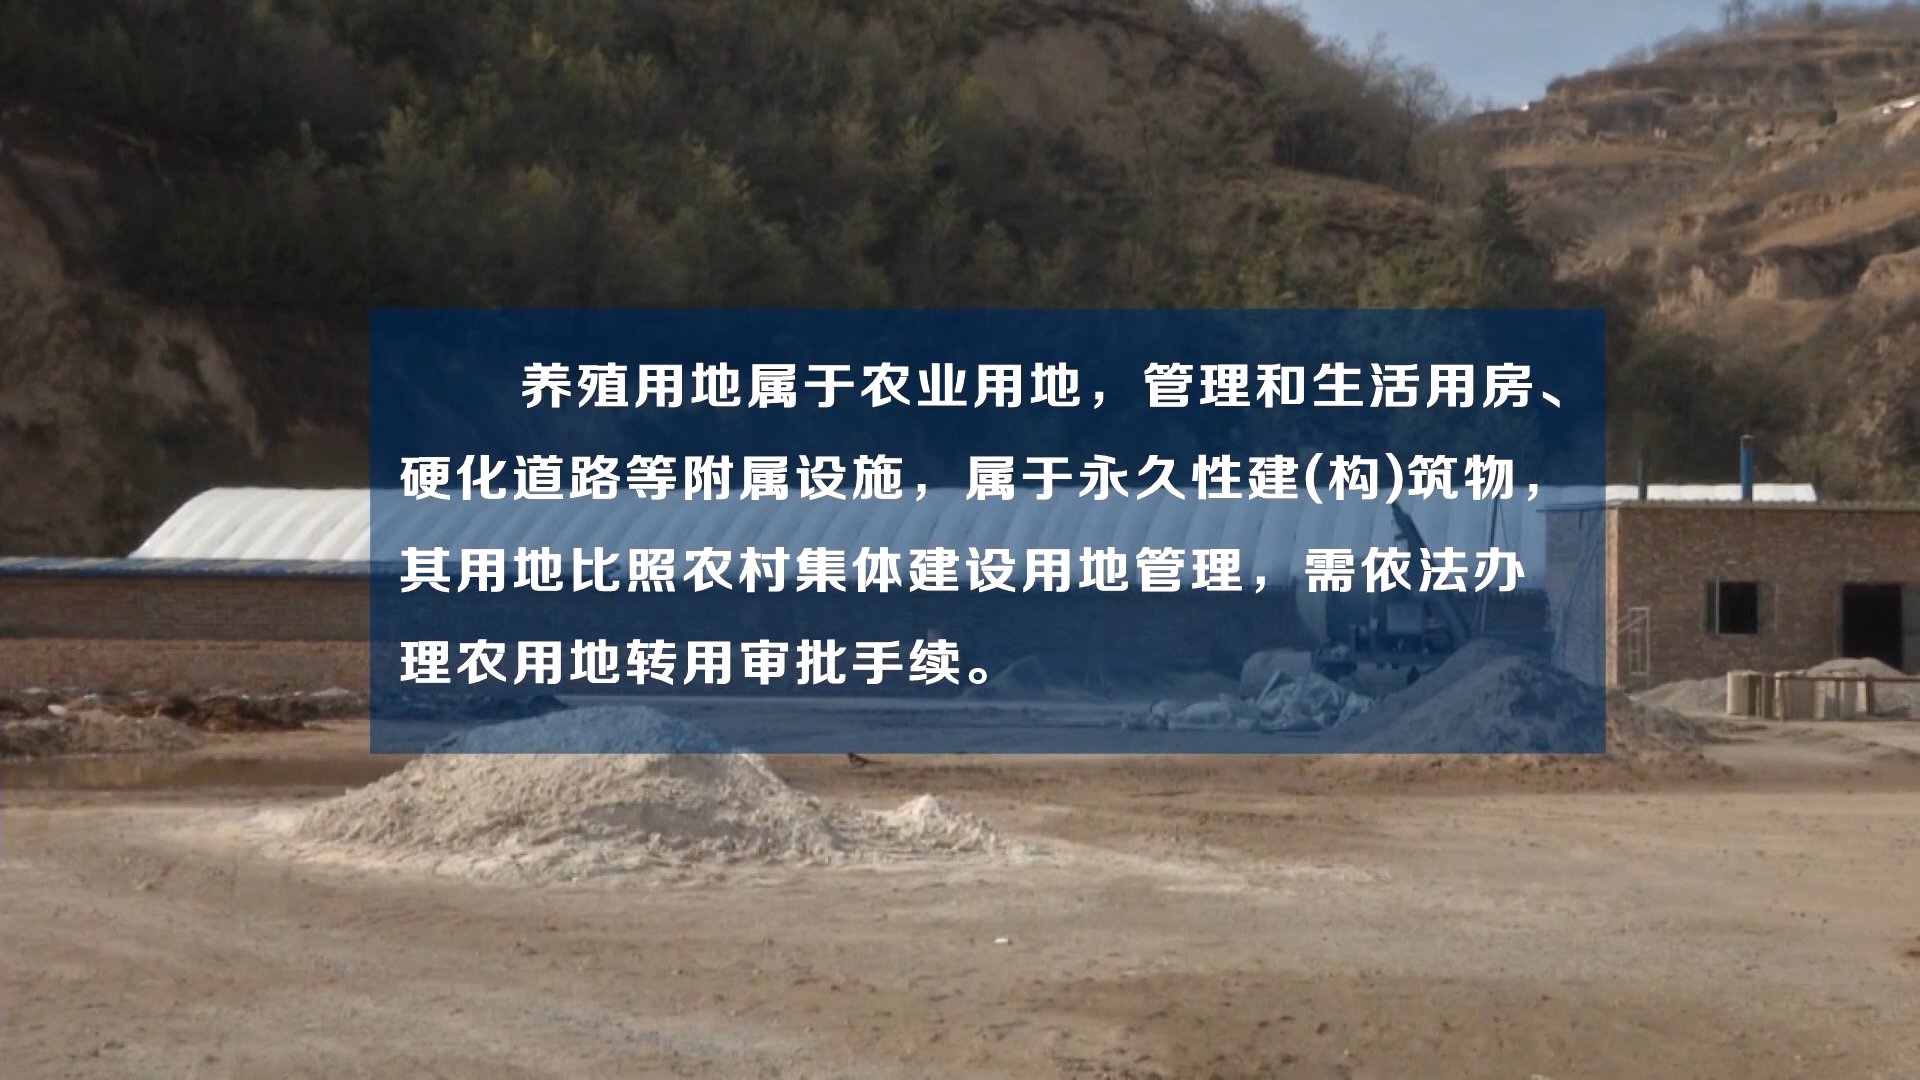 养殖用地属于农业用地，管理和生活用房、
硬化道路等附属设施，属于永久性建(构)筑物，
其用地比照农村集体建设用地管理，需依法办
理农用地转用审批手续。